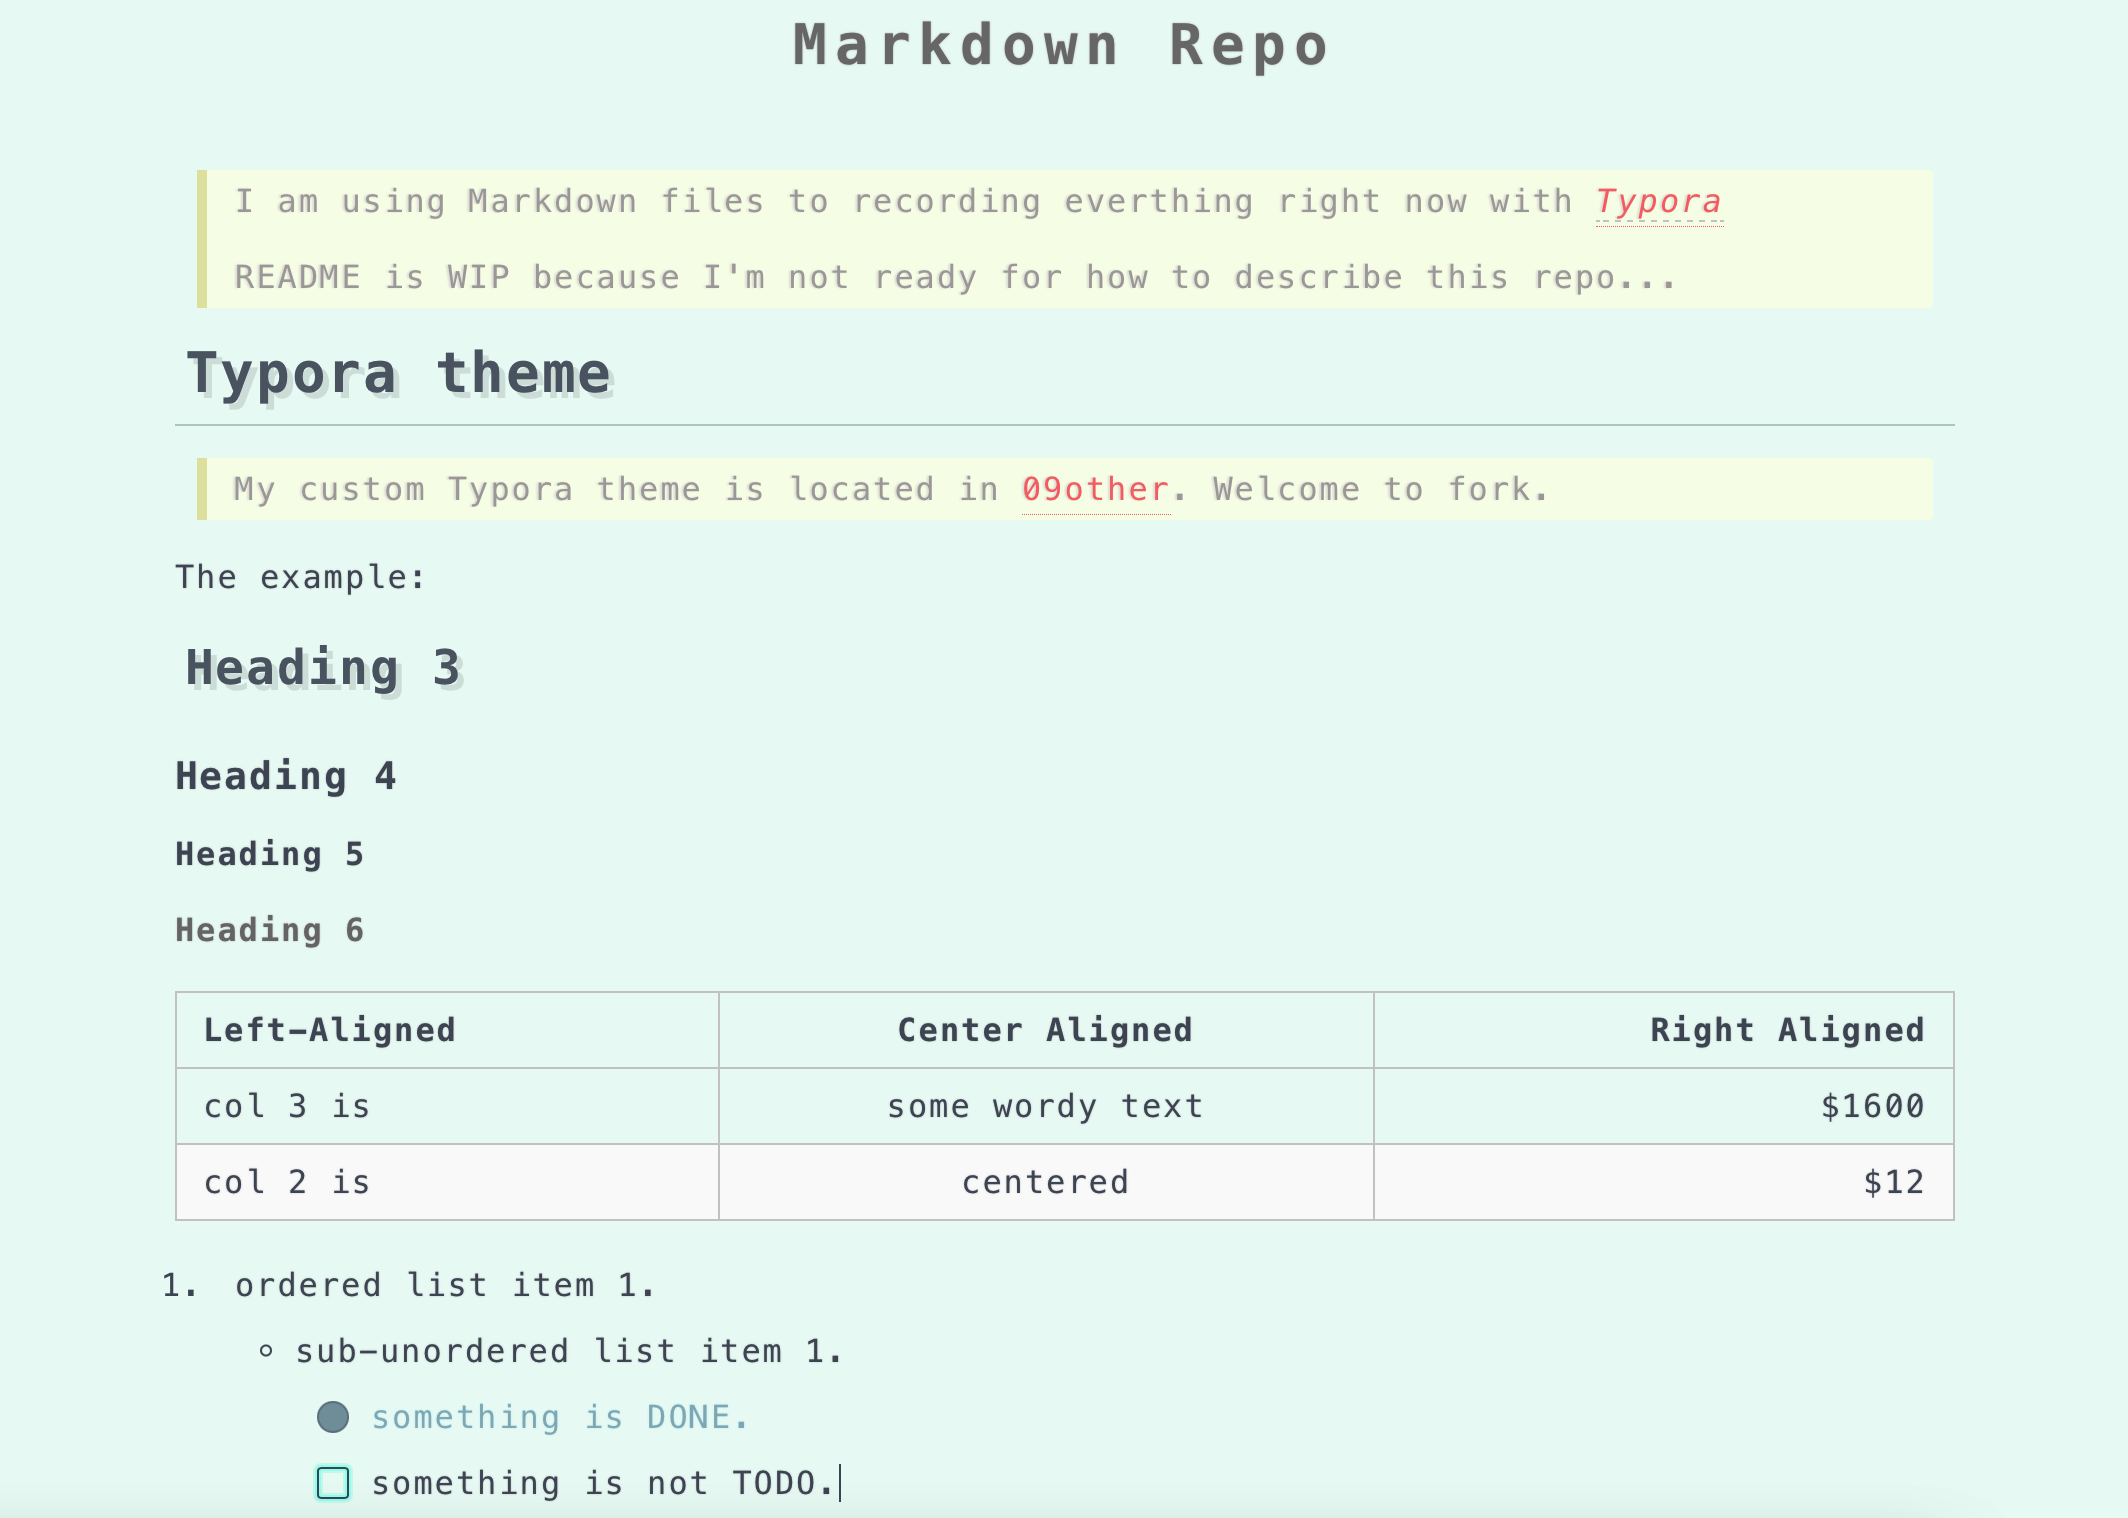 Markdown Repo
I am using Markdown files to recording everthing right now with Typora
README is WIP because I'm not ready for how to describe this repo...
Typora theme
My custom Typora theme is located in 09other. Welcome to fork.
The example:
Heading 3
Heading 4
Heading 5
Heading 6
Left-Aligned Center Aligned Right Aligned
col 3 is some wordy text $1600
col 2 is centered $12
1. ordered list item 1.
sub-unordered list item 1.
something is DONE.
something is not TODO.